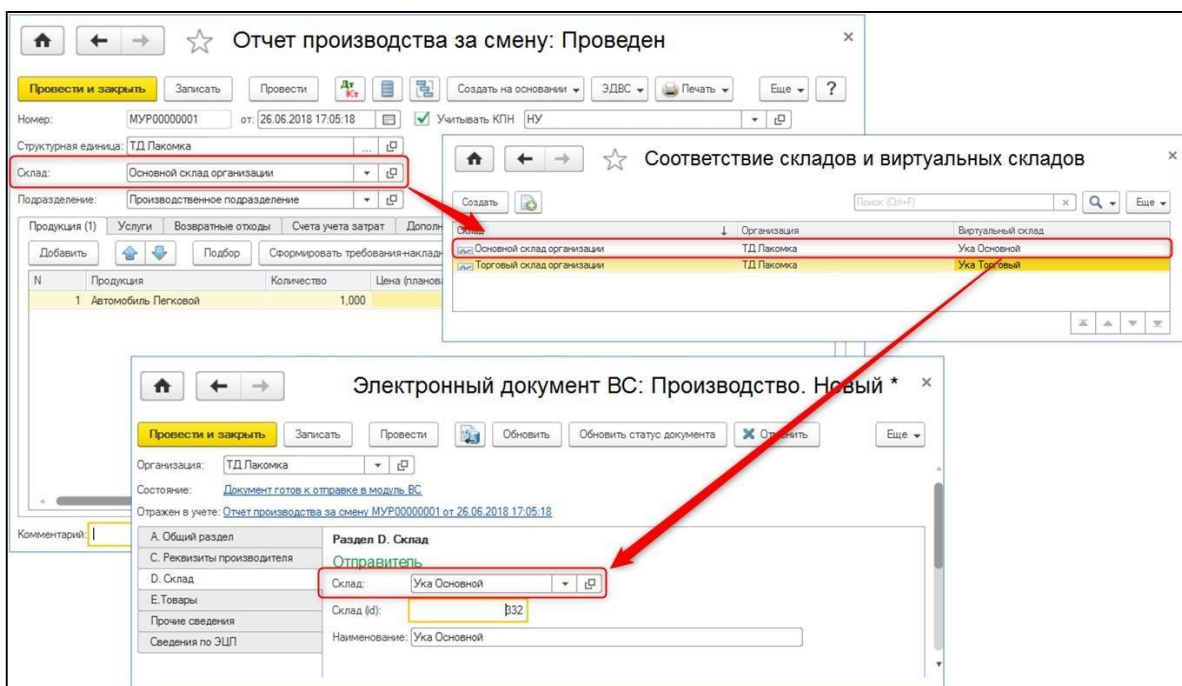 Отчет производства за смену: Проведен
Провести и закрыть Записать Провести Дт Кт Создать на основании ЭДВС Печать Еще ?
Номер: МУР00000001 от: 26.06.2018 17:05:18 Учитывать КПН НУ
Структурная единица: ТД Лакомка
Склад: Основной склад организации
Подразделение: Производственное подразделение
Продукция (1) Услуги Возвратные отходы Счета учета затрат Дополн
Добавить Подбор Сформировать требования-наклад
N Продукция Количество Цена (планова
1 Автомобиль Легковой 1,000
Комментарий:
Соответствие складов и виртуальных складов
Создать Поиск (Ctrl+F) Еще
Склад Организация Виртуальный склад
Основной склад организации ТД Лакомка Ука Основной
Торговый склад организации ТД Лакомка Ука Торговый
Электронный документ ВС: Производство. Новый *
Провести и закрыть Записать Провести Обновить Обновить статус документа Отменить Еще
Организация: ТД Лакомка
Состояние: Документ готов к отправке в модуль ВС
Отражен в учете: Отчет производства за смену МУР00000001 от 26.06.2018 17:05:18
A. Общий раздел
C. Реквизиты производителя
D. Склад
E.Товары
Прочие сведения
Сведения по ЭЦП
Раздел D. Склад
Отправитель
Склад: Ука Основной
Склад (id): 332
Наименование: Ука Основной